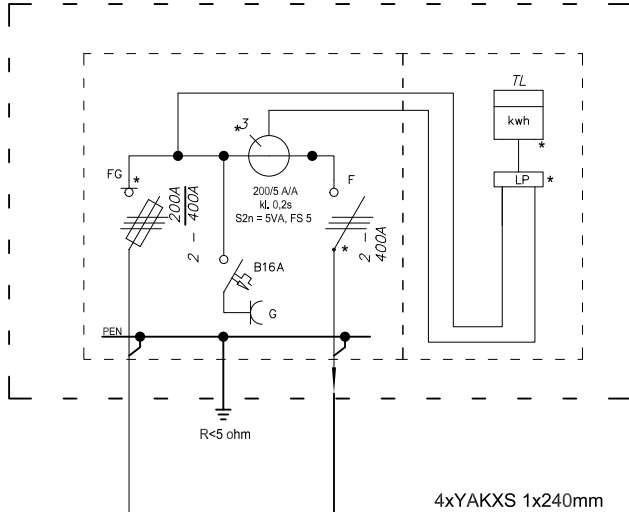 TL
kwh
*
LP *
*3
FG *
200A
2 - 400A
200/5 A/A
kl. 0,2s
S2n = 5VA, FS 5
F
*
2 - 400A
B16A
G
PEN
R<5 ohm
4xYAKXS 1x240mm